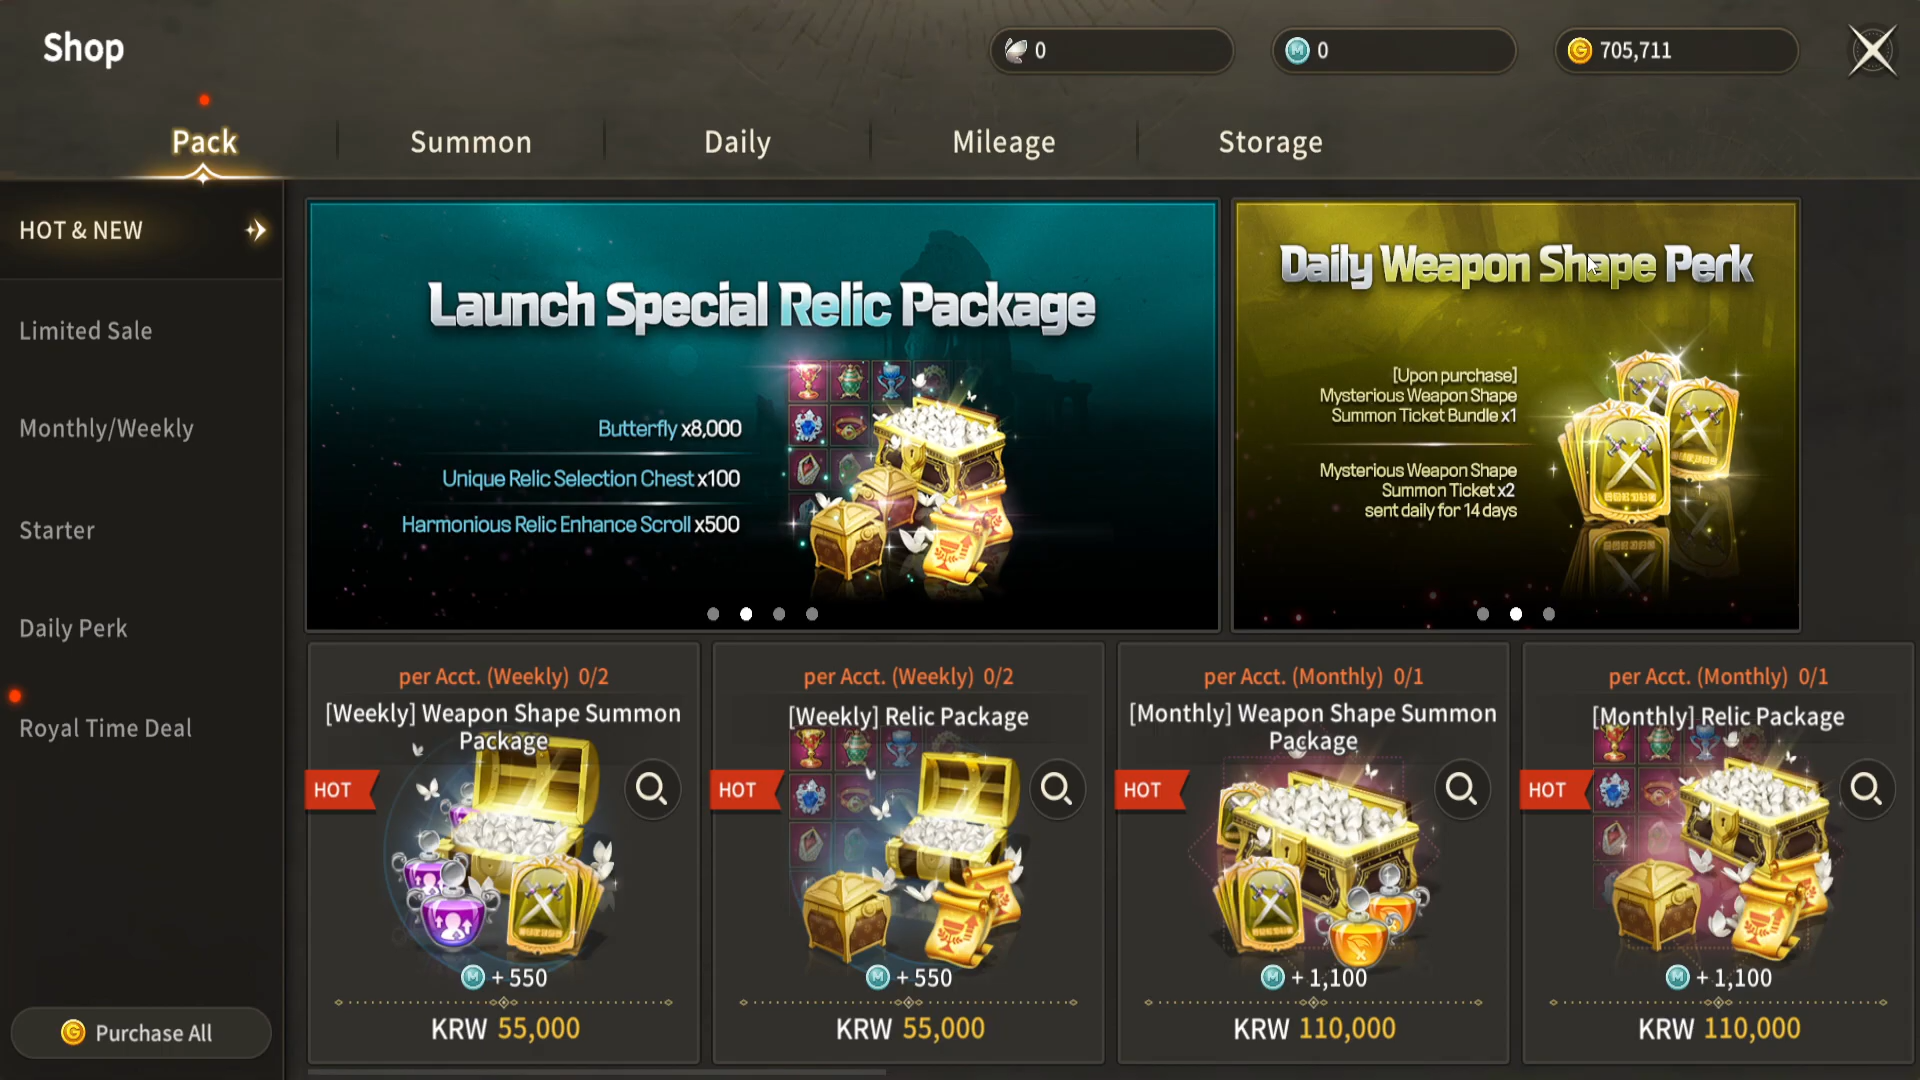 Shop
0
0
705,711
Pack
Summon
Daily
Mileage
Storage
HOT & NEW
Limited Sale
Monthly/Weekly
Starter
Daily Perk
Royal Time Deal
Purchase All
Launch Special Relic Package
Butterfly x8,000
Unique Relic Selection Chest x100
Harmonious Relic Enhance Scroll x500
Daily Weapon Shape Perk
[Upon purchase]
Mysterious Weapon Shape
Summon Ticket Bundle x1
Mysterious Weapon Shape
Summon Ticket x2
sent daily for 14 days
per Acct. (Weekly) 0/2
[Weekly] Weapon Shape Summon
Package
HOT
M + 550
KRW 55,000
per Acct. (Weekly) 0/2
[Weekly] Relic Package
HOT
M + 550
KRW 55,000
per Acct. (Monthly) 0/1
[Monthly] Weapon Shape Summon
Package
HOT
M + 1,100
KRW 110,000
per Acct. (Monthly) 0/1
[Monthly] Relic Package
HOT
M + 1,100
KRW 110,000